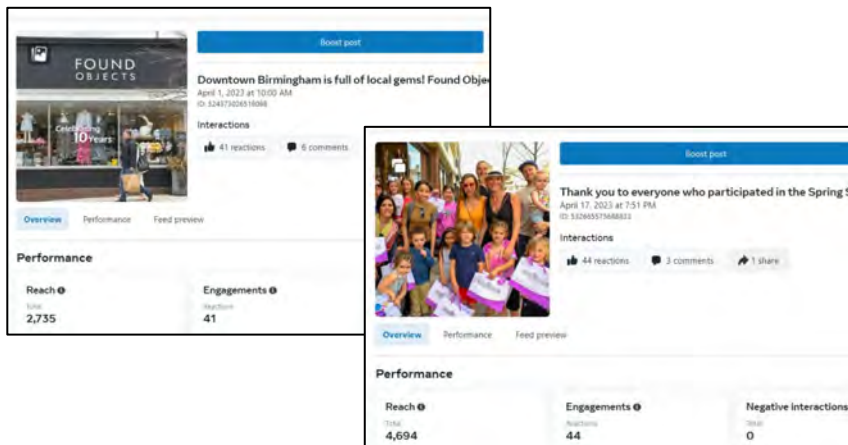 FOUND
OBJECTS
Celebrating
10 Years
Boost post
Downtown Birmingham is full of local gems! Found Obje
April 1, 2023 at 10:00 AM
Interactions
41 reactions 6 comments
Overview Performance Feed preview
Performance
Reach Engagements
Total Reactions
2,735 41
Boost post
Thank you to everyone who participated in the Spring S
April 17, 2023 at 7:51 PM
Interactions
44 reactions 3 comments 1 share
Overview Performance Feed preview
Performance
Reach Engagements Negative interactions
Total Reactions Total
4,694 44 0